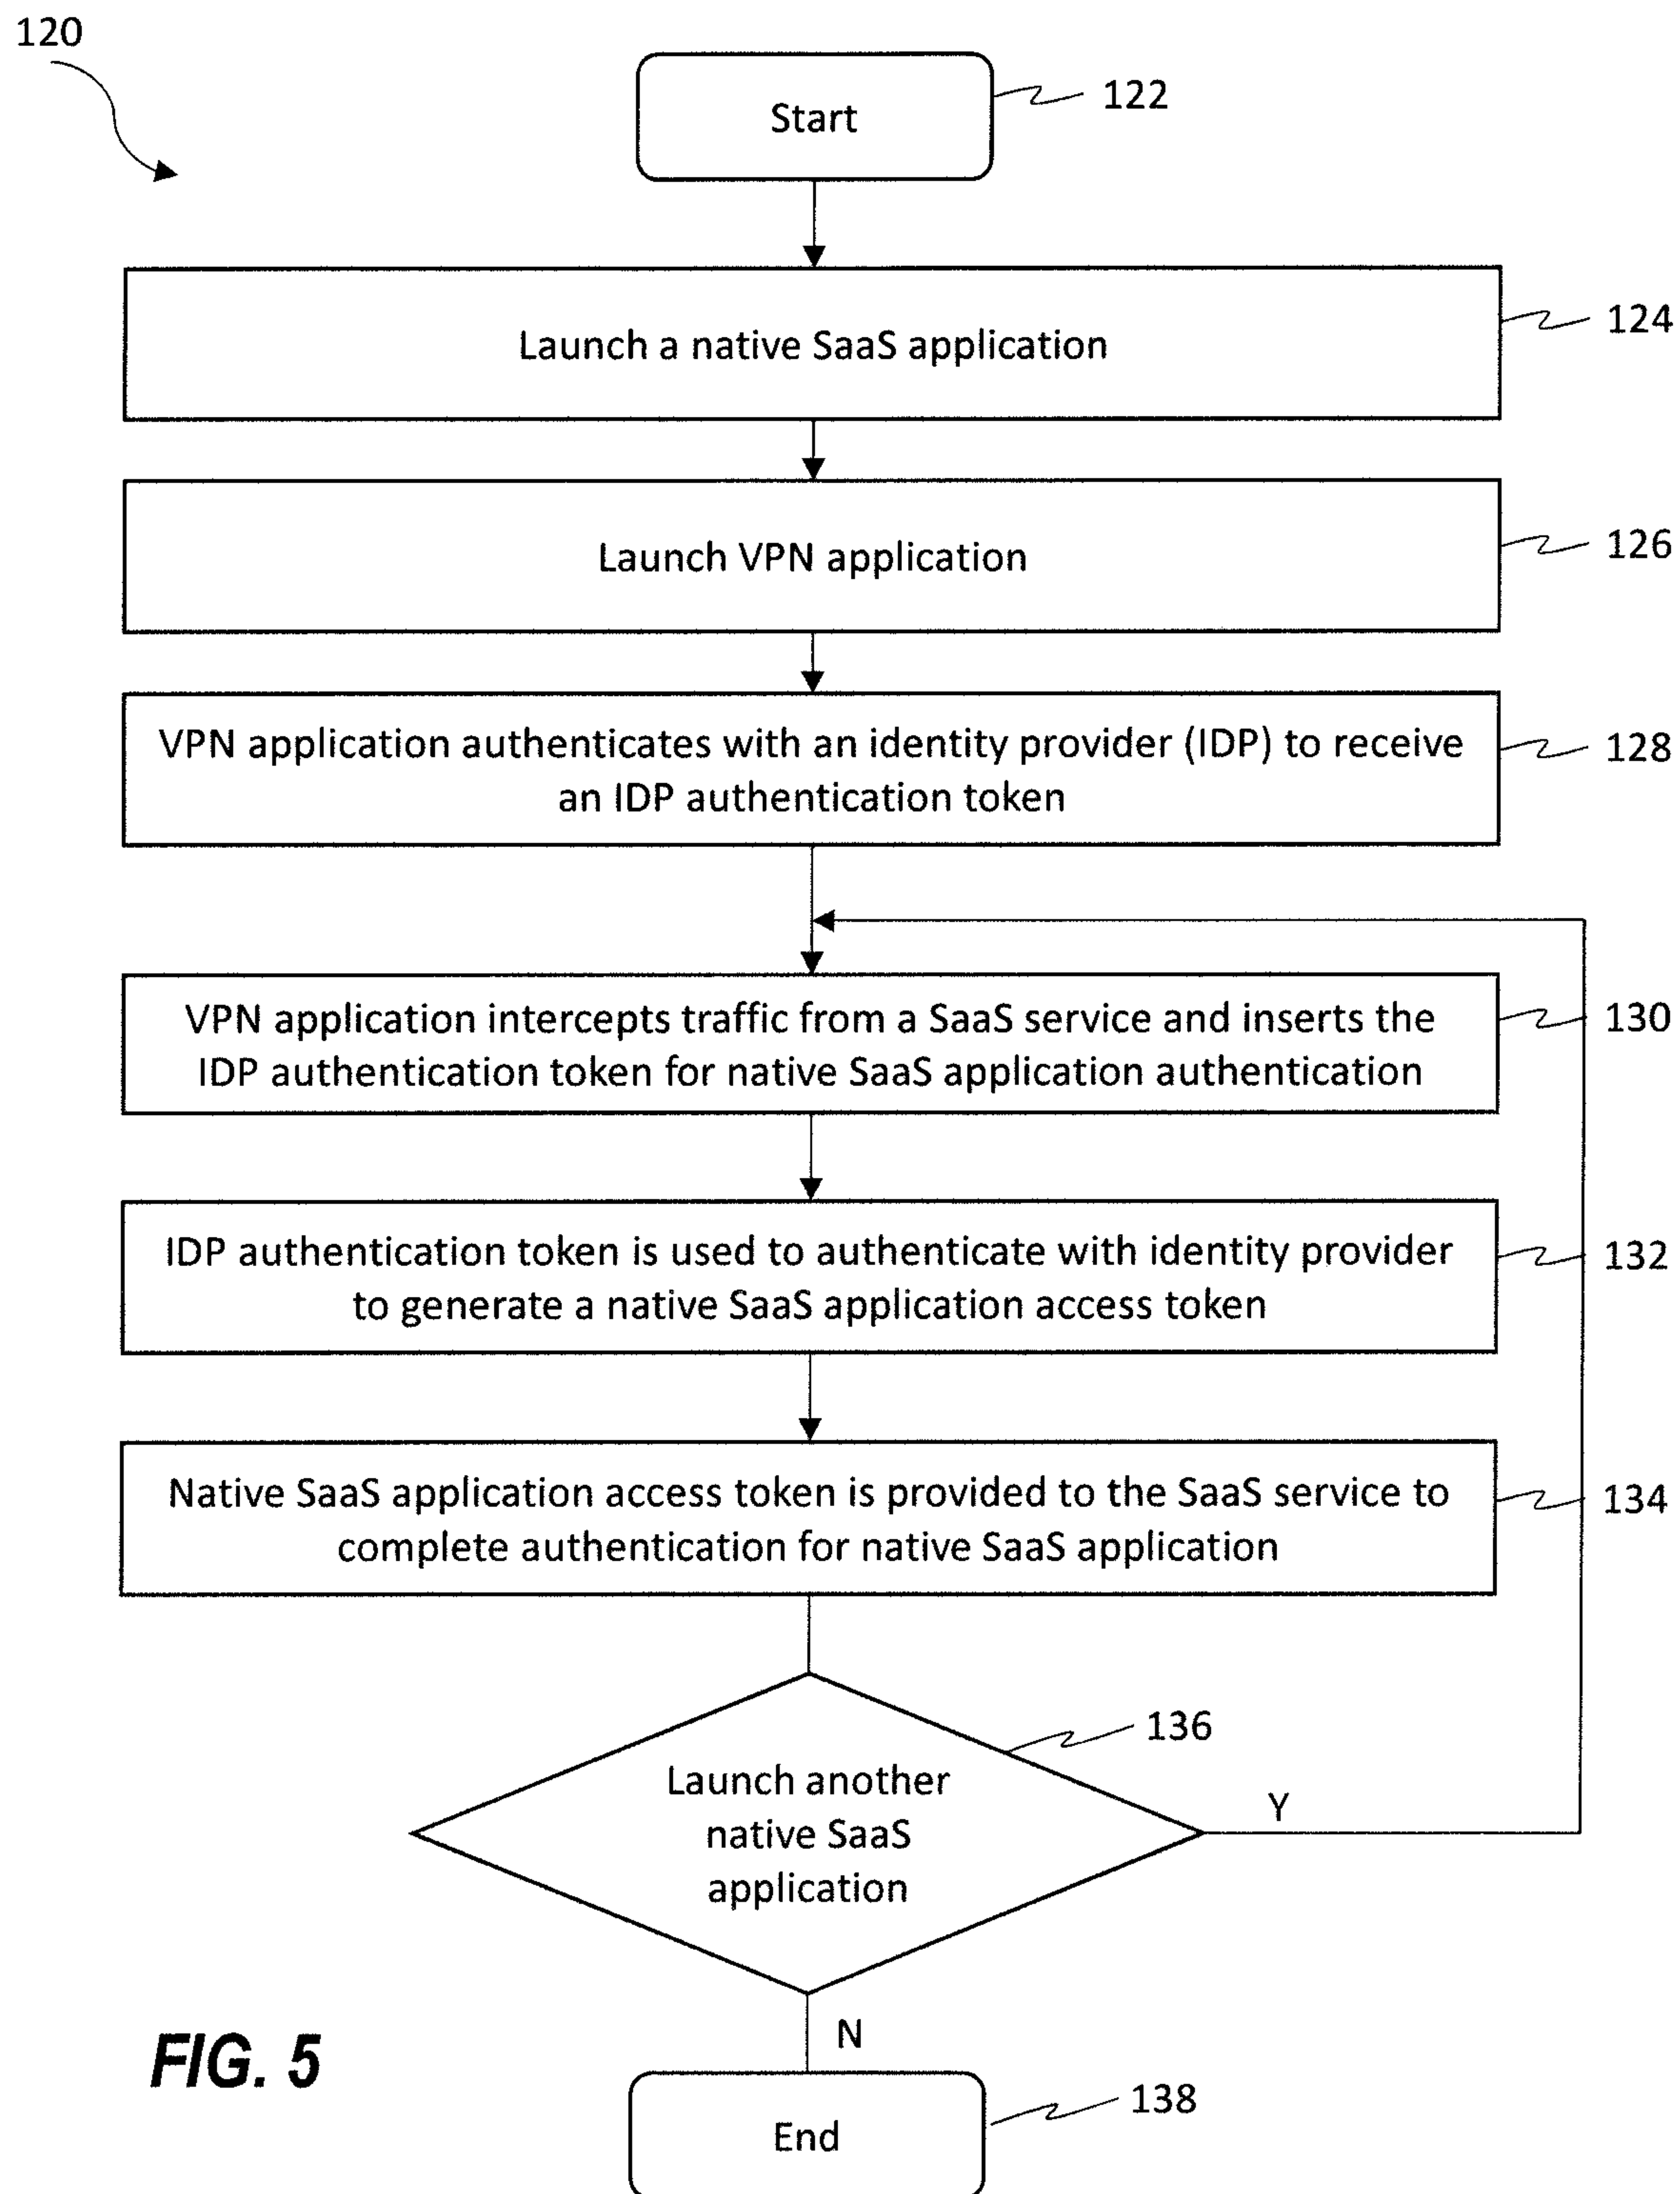 120
Start
122
Launch a native SaaS application
124
Launch VPN application
126
VPN application authenticates with an identity provider (IDP) to receive
an IDP authentication token
128
VPN application intercepts traffic from a SaaS service and inserts the
IDP authentication token for native SaaS application authentication
130
IDP authentication token is used to authenticate with identity provider
to generate a native SaaS application access token
132
Native SaaS application access token is provided to the SaaS service to
complete authentication for native SaaS application
134
136
Launch another
native SaaS
application
Y
N
FIG. 5
End
138